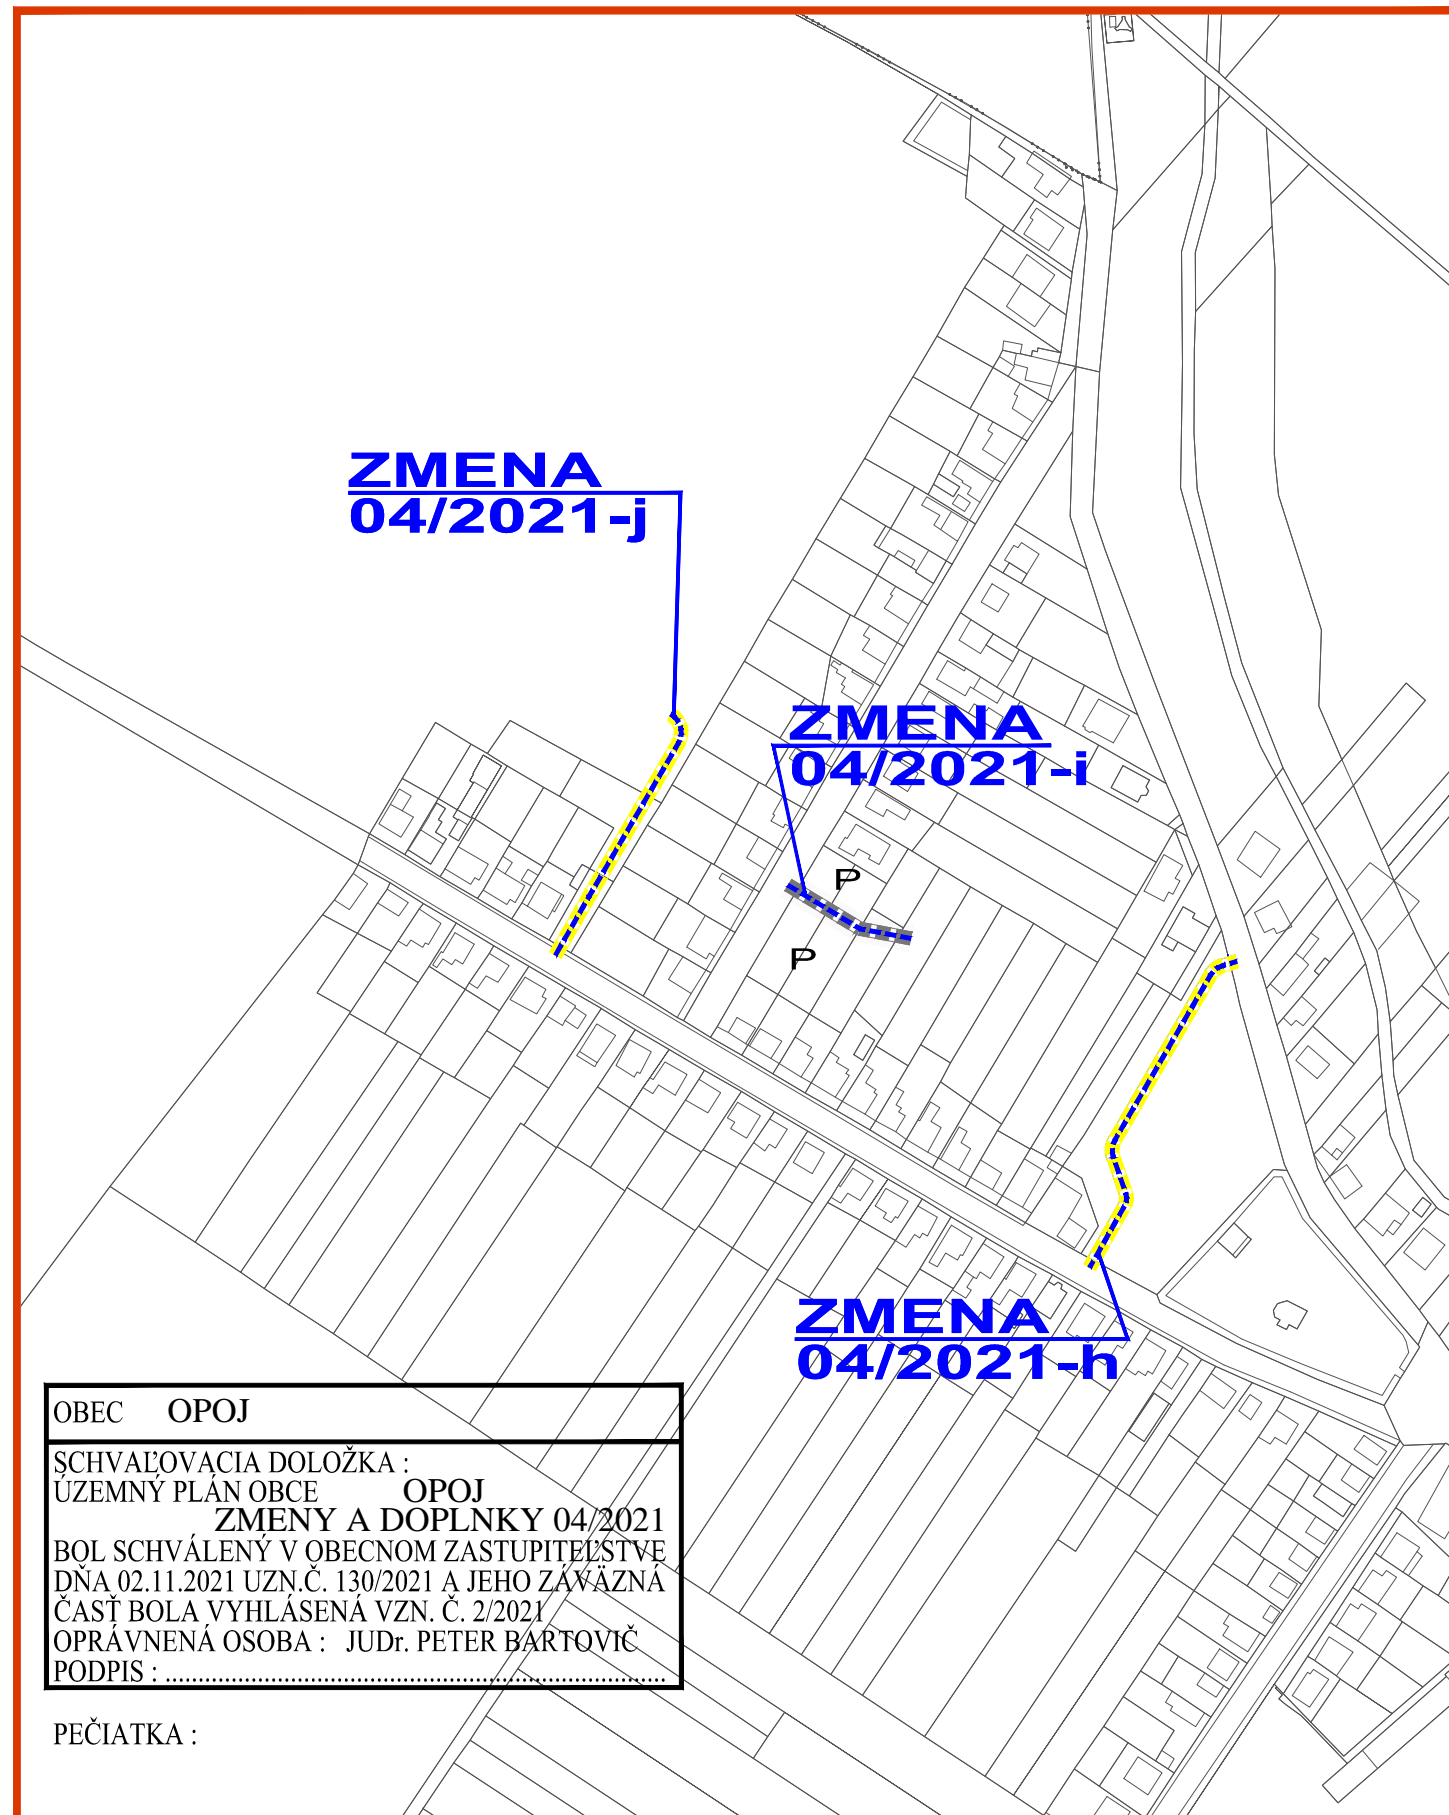 ZMENA
04/2021-j
ZMENA
04/2021-i
P
P
ZMENA
04/2021-h
OBEC OPOJ
SCHVAĽOVACIA DOLOŽKA :
ÚZEMNÝ PLÁN OBCE OPOJ
ZMENY A DOPLNKY 04/2021
BOL SCHVÁLENÝ V OBECNOM ZASTUPITEĽSTVE
DŇA 02.11.2021 UZN.Č. 130/2021 A JEHO ZÁVÄZNÁ
ČASŤ BOLA VYHLÁSENÁ VZN. Č. 2/2021
OPRÁVNENÁ OSOBA : JUDr. PETER BARTOVIČ
PODPIS : ............................................................................
PEČIATKA :